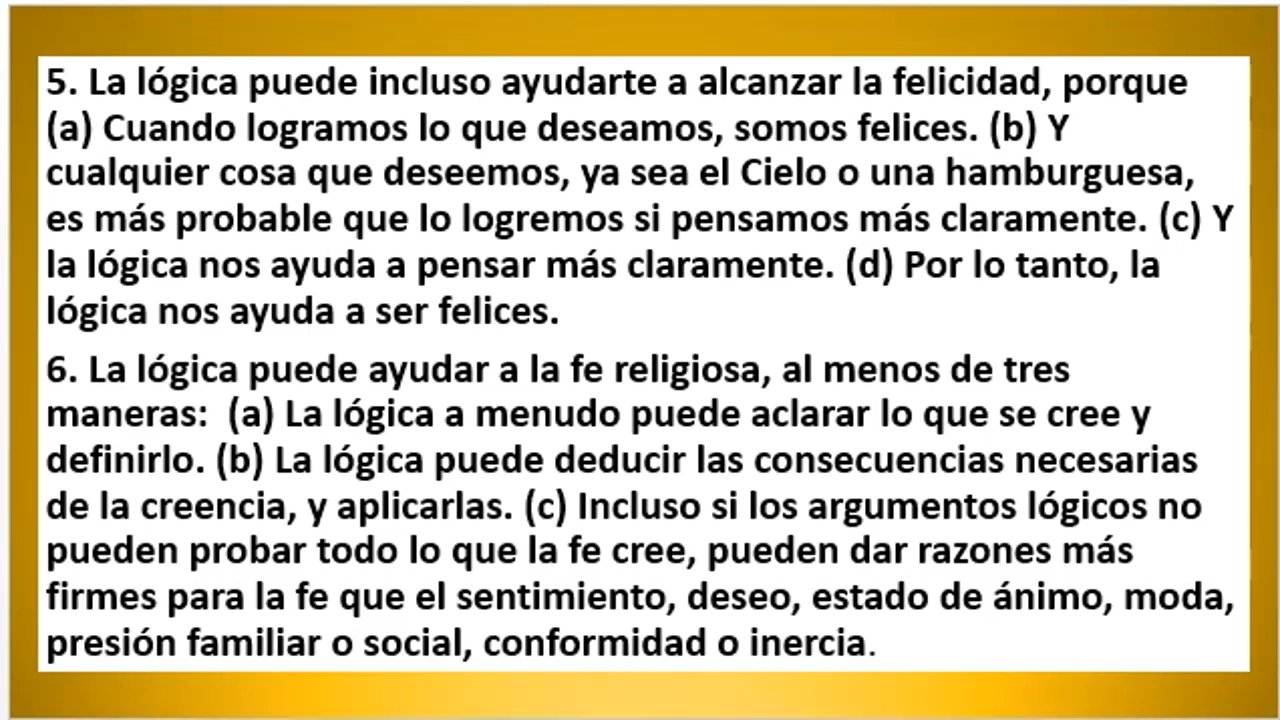 5. La lógica puede incluso ayudarte a alcanzar la felicidad, porque
(a) Cuando logramos lo que deseamos, somos felices. (b) Y
cualquier cosa que deseemos, ya sea el Cielo o una hamburguesa,
es más probable que lo logremos si pensamos más claramente. (c) Y
la lógica nos ayuda a pensar más claramente. (d) Por lo tanto, la
lógica nos ayuda a ser felices.
6. La lógica puede ayudar a la fe religiosa, al menos de tres
maneras:  (a) La lógica a menudo puede aclarar lo que se cree y
definirlo. (b) La lógica puede deducir las consecuencias necesarias
de la creencia, y aplicarlas. (c) Incluso si los argumentos lógicos no
pueden probar todo lo que la fe cree, pueden dar razones más
firmes para la fe que el sentimiento, deseo, estado de ánimo, moda,
presión familiar o social, conformidad o inercia.